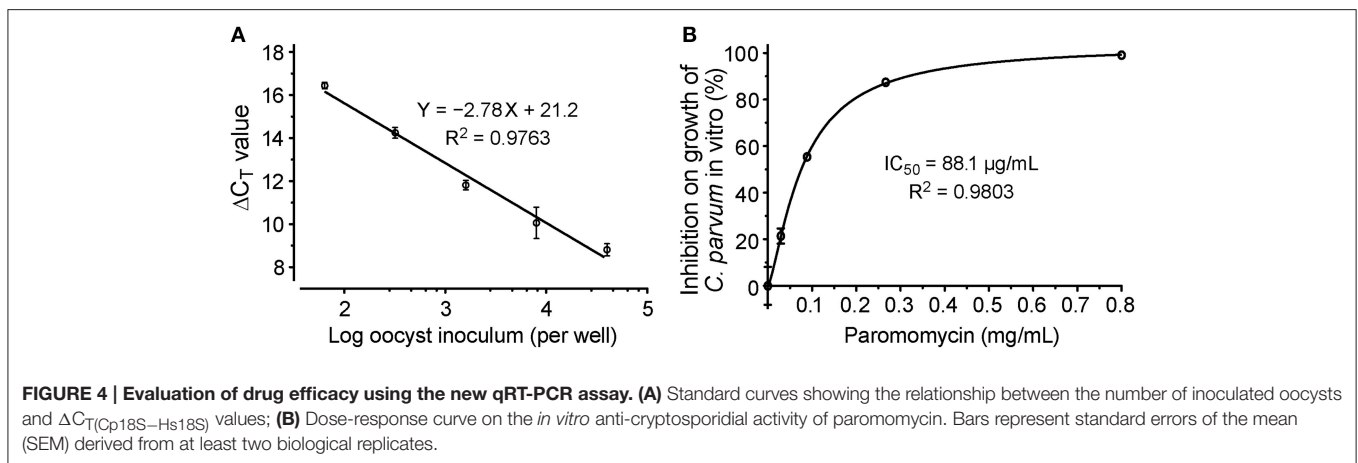 A
18
16
14
12
10
8
ΔCT value
Y = −2.78X + 21.2
R² = 0.9763
2 3 4 5
Log oocyst inoculum (per well)
B
100
80
60
40
20
0
Inhibition on growth of
C. parvum in vitro (%)
IC50 = 88.1 µg/mL
R² = 0.9803
0.1 0.2 0.3 0.4 0.5 0.6 0.7 0.8
Paromomycin (mg/mL)
FIGURE 4 | Evaluation of drug efficacy using the new qRT-PCR assay. (A) Standard curves showing the relationship between the number of inoculated oocysts
and ΔCT(Cp18S−Hs18S) values; (B) Dose-response curve on the in vitro anti-cryptosporidial activity of paromomycin. Bars represent standard errors of the mean
(SEM) derived from at least two biological replicates.